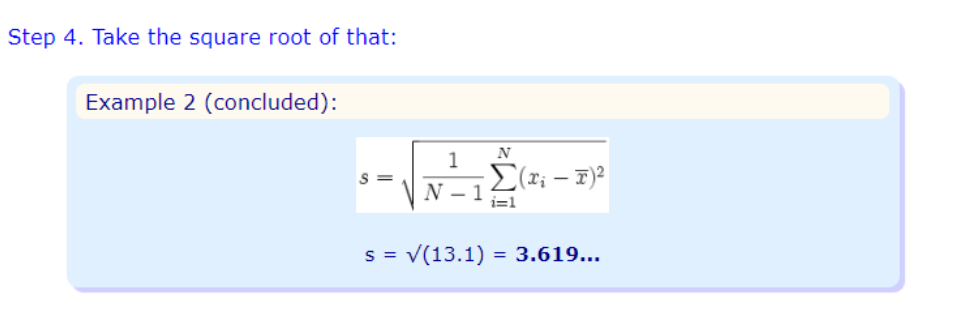 Step 4. Take the square root of that:
Example 2 (concluded):
s = √(1/(N − 1) ∑_{i=1}^{N} (x_i − x̅)²)
s = √(13.1) = 3.619...